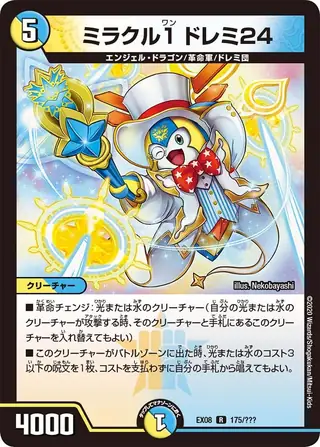 5
ワン
ミラクル1 ドレミ24
エンジェル・ドラゴン/革命軍/ドレミ団
illus. Nekobayashi
クリーチャー
■革命チェンジ:光または水のクリーチャー(自分の光または水のクリーチャーが攻撃する時、そのクリーチャーと手札にあるこのクリーチャーを入れ替えてもよい)
■このクリーチャーがバトルゾーンに出た時、光または水のコスト3以下の呪文を1枚、コストを支払わずに自分の手札から唱えてもよい。
©2020 Wizards/Shogakukan/Mitsui-Kids
4000
1
EX08 R 175/???